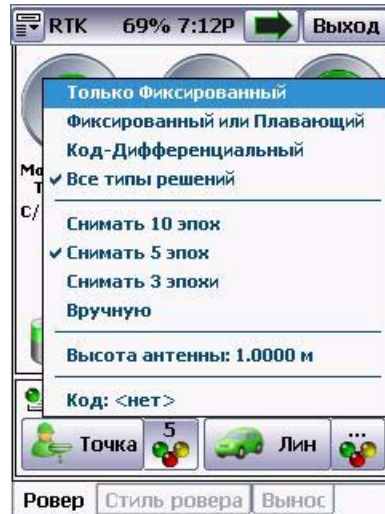 RTK 69% 7:12P Выход
Только Фиксированный
Фиксированный или Плавающий
Код-Дифференциальный
Все типы решений
С/
Снимать 10 эпох
Снимать 5 эпох
Снимать 3 эпохи
Вручную
Высота антенны: 1.0000 м
Код: <нет>
Точка 5 Лин ...
Ровер Стиль ровера Вынос